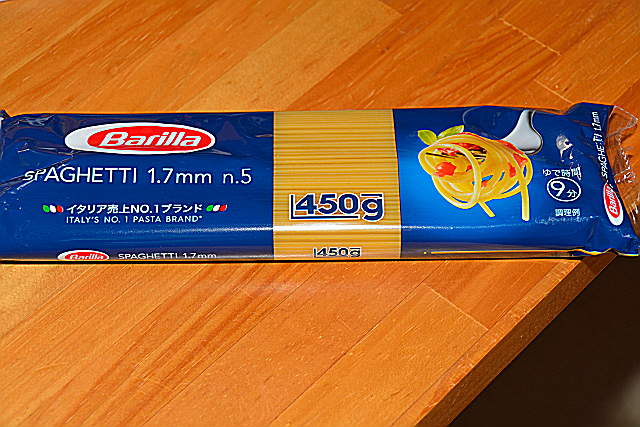 Barilla
SPAGHETTI 1.7mm n.5
イタリア売上NO.1ブランド
ITALY'S NO. 1 PASTA BRAND*
450g
ゆで時間
9分
調理例
Barilla
SPAGHETTI 1.7mm
450g
SPAGHETTI 1.7mm
Barilla